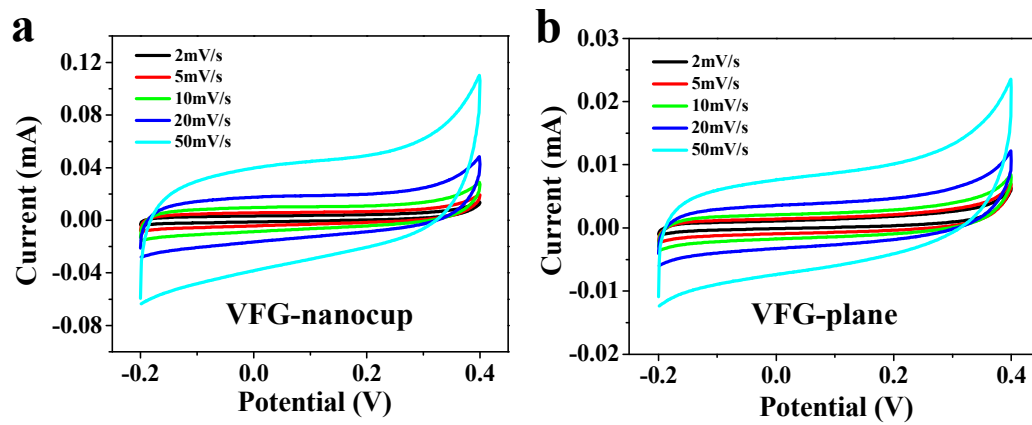 a
2mV/s
5mV/s
10mV/s
20mV/s
50mV/s
0.12
0.08
0.04
0.00
-0.04
-0.08
Current (mA)
VFG-nanocup
-0.2
0.0
0.2
0.4
Potential (V)
b
2mV/s
5mV/s
10mV/s
20mV/s
50mV/s
0.03
0.02
0.01
0.00
-0.01
-0.02
Current (mA)
VFG-plane
-0.2
0.0
0.2
0.4
Potential (V)